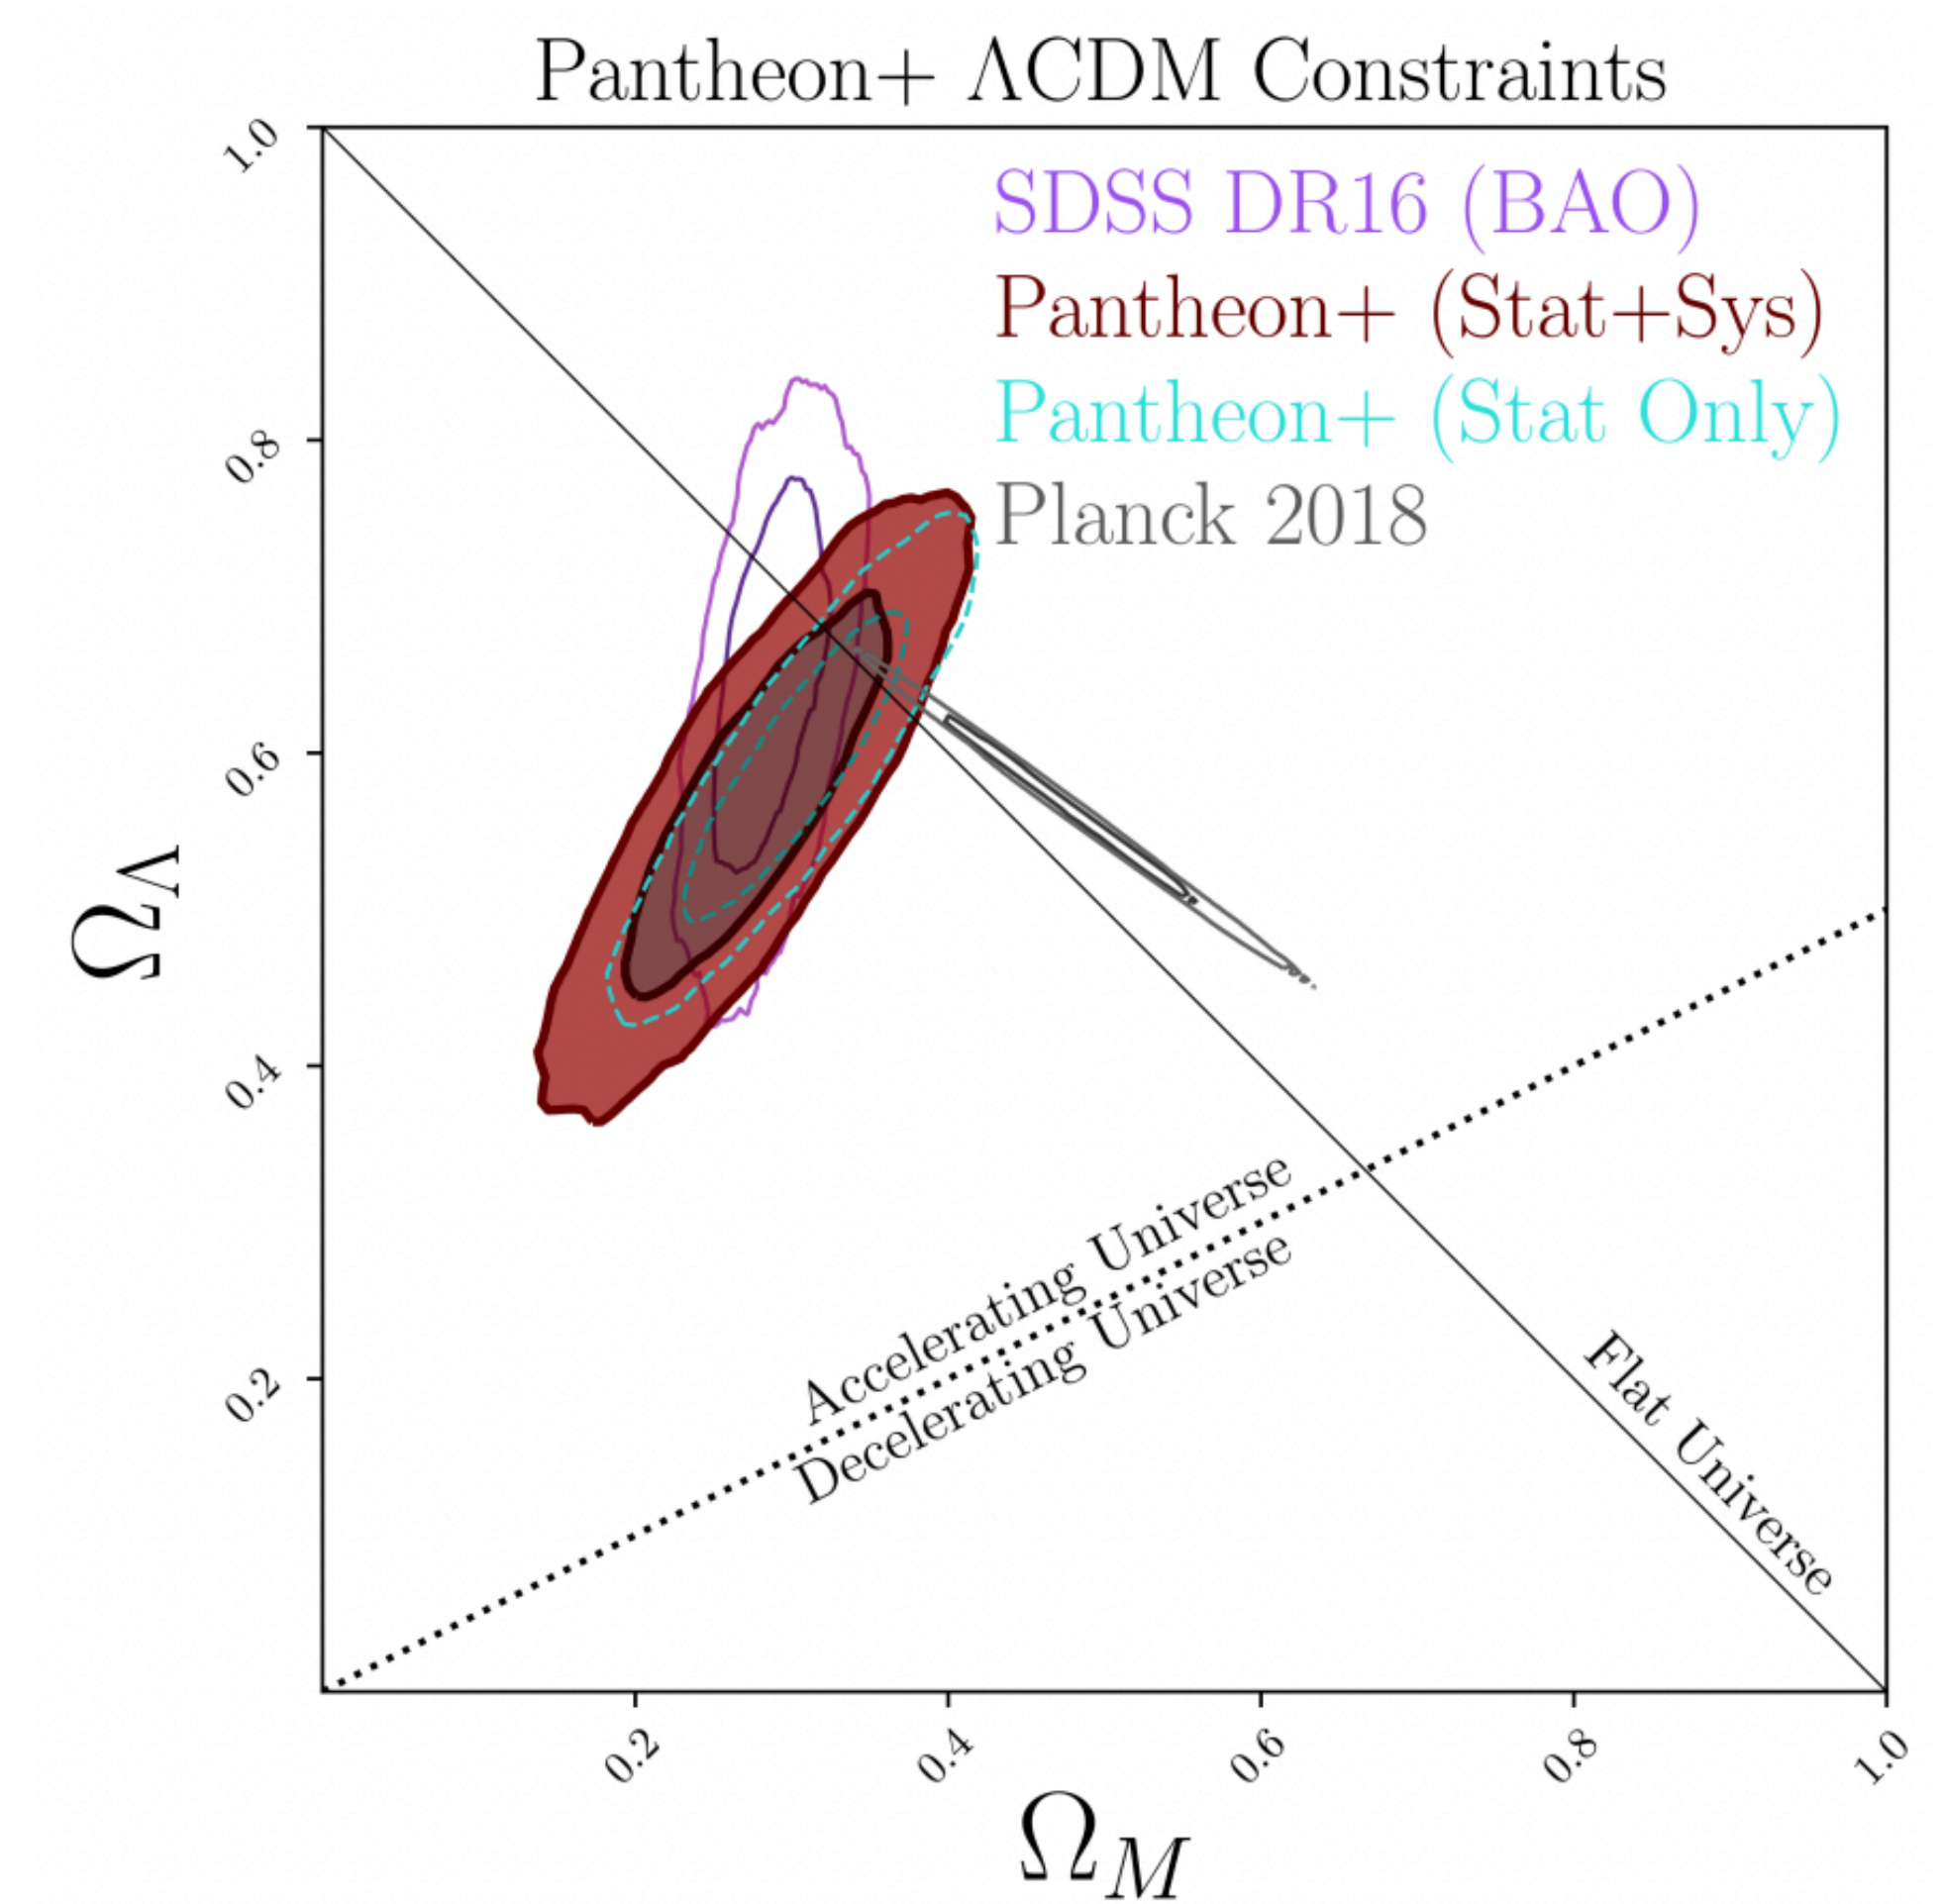 Pantheon+ ΛCDM Constraints
SDSS DR16 (BAO)
Pantheon+ (Stat+Sys)
Pantheon+ (Stat Only)
Planck 2018
1.0
0.8
0.6
0.4
0.2
Ω_Λ
Accelerating Universe
Decelerating Universe
Flat Universe
0.2
0.4
0.6
0.8
1.0
Ω_M